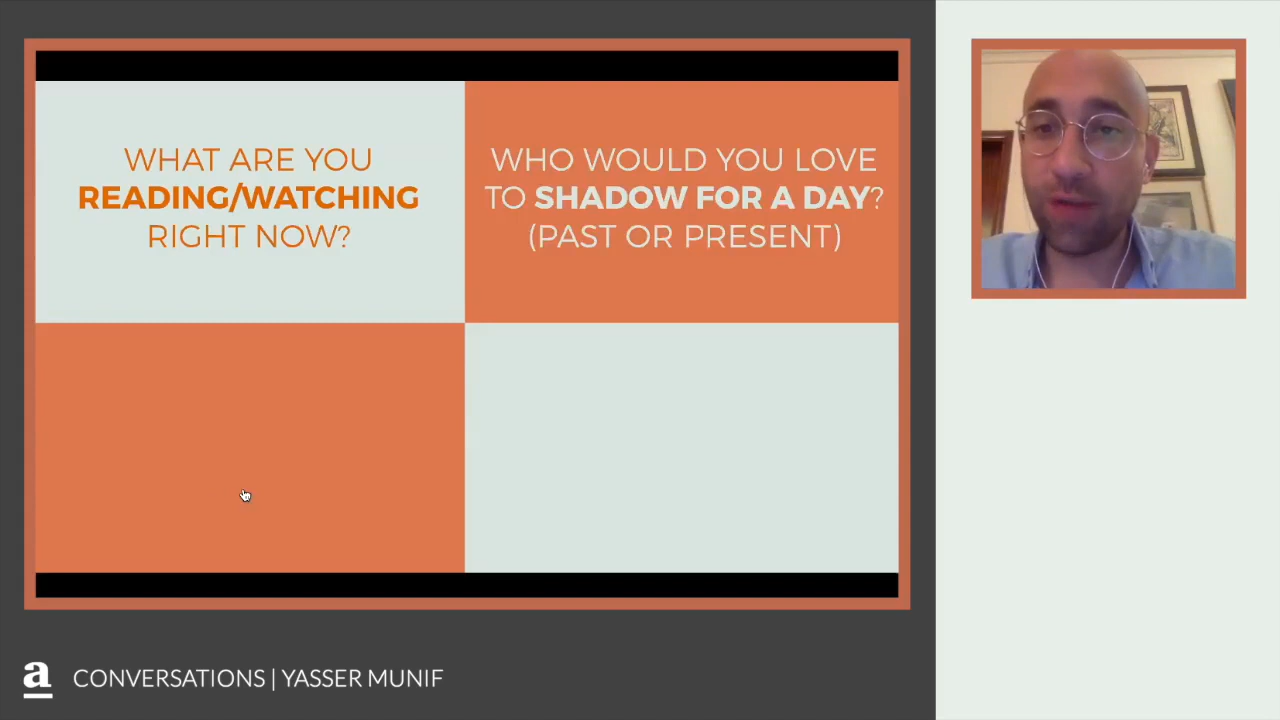 WHAT ARE YOU
READING/WATCHING
RIGHT NOW?
WHO WOULD YOU LOVE
TO SHADOW FOR A DAY?
(PAST OR PRESENT)
a CONVERSATIONS | YASSER MUNIF